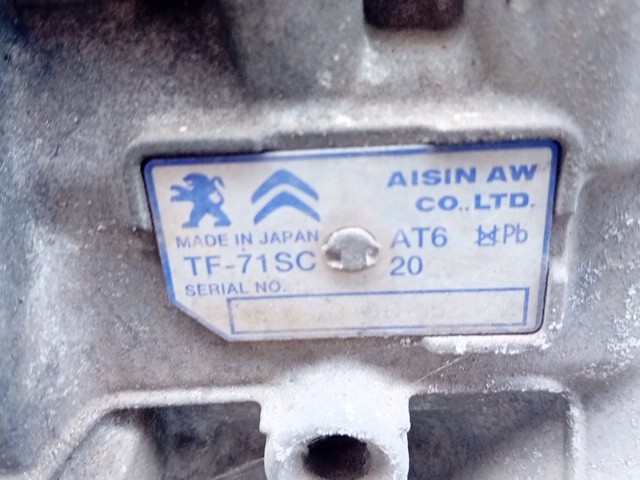 AISIN AW
CO.,LTD.
MADE IN JAPAN
AT6 Pb
TF-71SC 20
SERIAL NO.